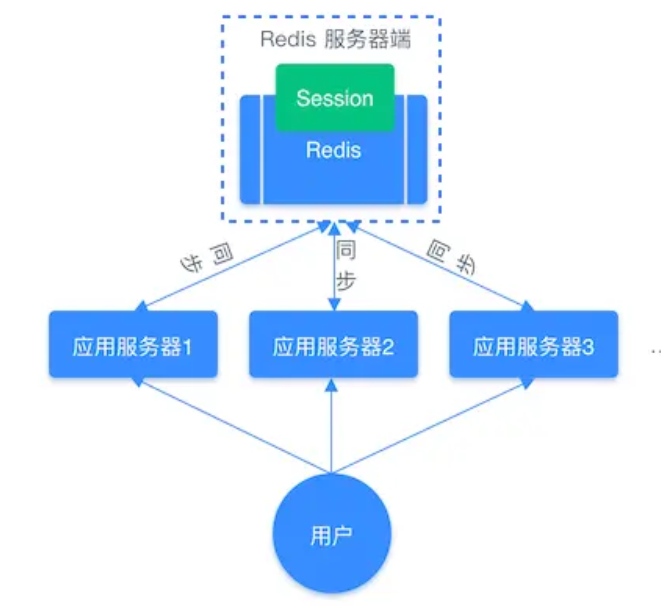 Redis 服务器端
Session
Redis
同步
同步
同步
应用服务器1
应用服务器2
应用服务器3
...
用户